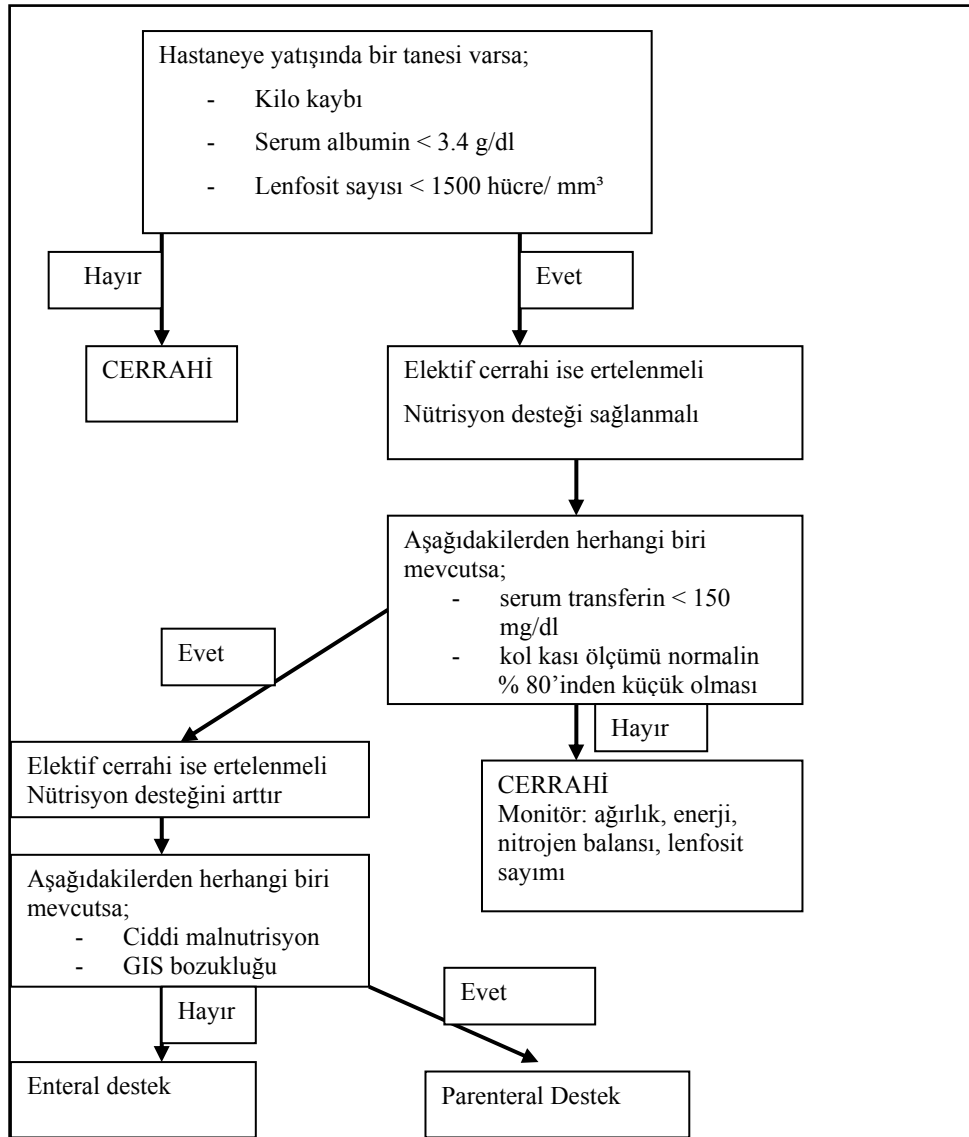 Hastaneye yatışında bir tanesi varsa;
- Kilo kaybı
- Serum albumin < 3.4 g/dl
- Lenfosit sayısı < 1500 hücre/ mm³
Hayır
Evet
CERRAHİ
Elektif cerrahi ise ertelenmeli
Nütrisyon desteği sağlanmalı
Aşağıdakilerden herhangi biri
mevcutsa;
- serum transferin < 150
mg/dl
- kol kası ölçümü normalin
% 80’inden küçük olması
Evet
Hayır
Elektif cerrahi ise ertelenmeli
Nütrisyon desteğini arttır
CERRAHİ
Monitör: ağırlık, enerji,
nitrojen balansı, lenfosit
sayımı
Aşağıdakilerden herhangi biri
mevcutsa;
- Ciddi malnutrisyon
- GIS bozukluğu
Hayır
Evet
Enteral destek
Parenteral Destek